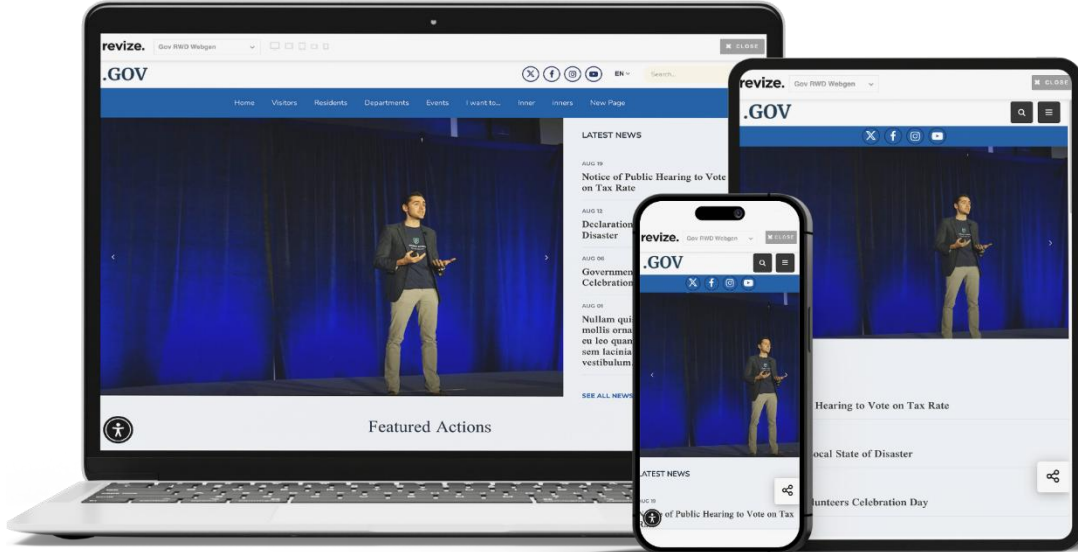 revize.
Gov RWD Webgen
✖ CLOSE
.GOV
EN
Search...
Home Visitors Residents Departments Events I want to... Inner inners New Page
LATEST NEWS
AUG 19
Notice of Public Hearing to Vote
on Tax Rate
Declaration
Disaster
AUG 06
Governmen
Celebration
AUG 01
Nullam qui
mollis orna
eu leo quan
sem lacinia
vestibulum
SEE ALL NEWS
Featured Actions
revize.
Gov RWD Webgen
✖ CLOSE
.GOV
LATEST NEWS
of Public Hearing to Vote on Tax
revize.
Gov RWD Webgen
✖ CLOSE
.GOV
Hearing to Vote on Tax Rate
ocal State of Disaster
lunteers Celebration Day